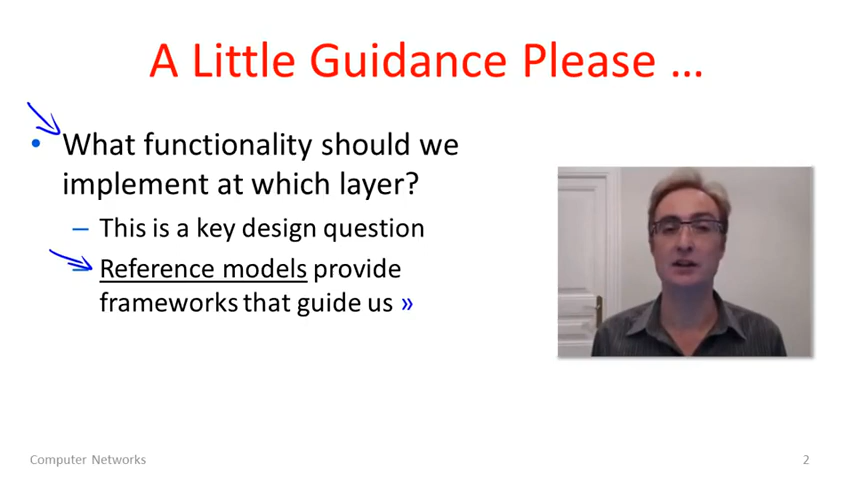 A Little Guidance Please …
• What functionality should we
implement at which layer?
– This is a key design question
– Reference models provide
frameworks that guide us »
Computer Networks
2